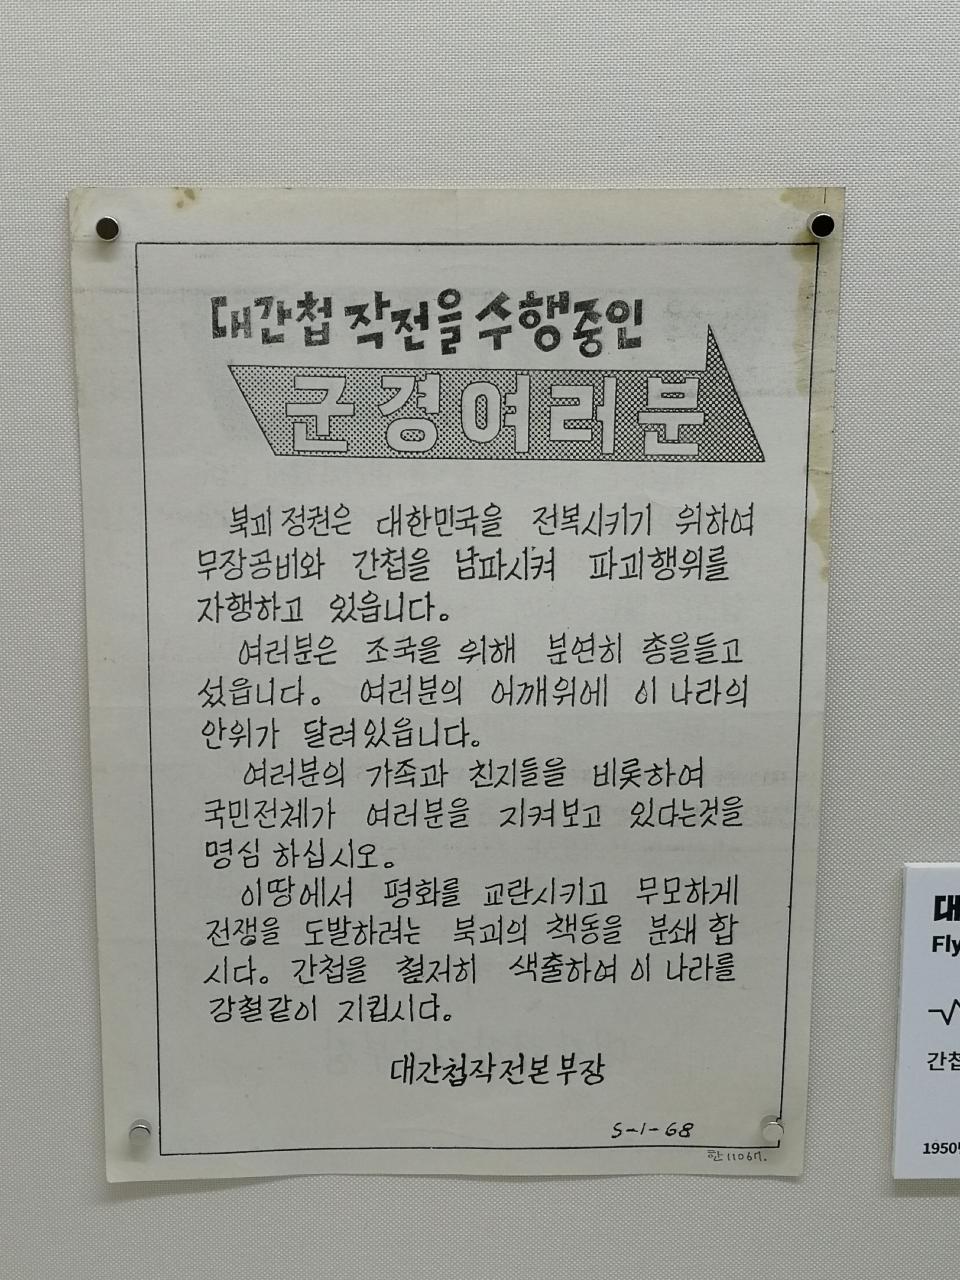 대간첩 작전을 수행중인
군경여러분
북괴 정권은 대한민국을 전복시키기 위하여
무장공비와 간첩을 남파시켜 파괴행위를
자행하고 있읍니다.
여러분은 조국을 위해 분연히 총을들고
섰읍니다. 여러분의 어깨위에 이 나라의
안위가 달려있읍니다.
여러분의 가족과 친지들을 비롯하여
국민전체가 여러분을 지켜보고 있다는것을
명심 하십시오.
이땅에서 평화를 교란시키고 무모하게
전쟁을 도발하려는 북괴의 책동을 분쇄 합
시다. 간첩을 철저히 색출하여 이 나라를
강철같이 지킵시다.
대간첩작전본부장
S-1-68
한 11067.
대
Fly
간첩
1950